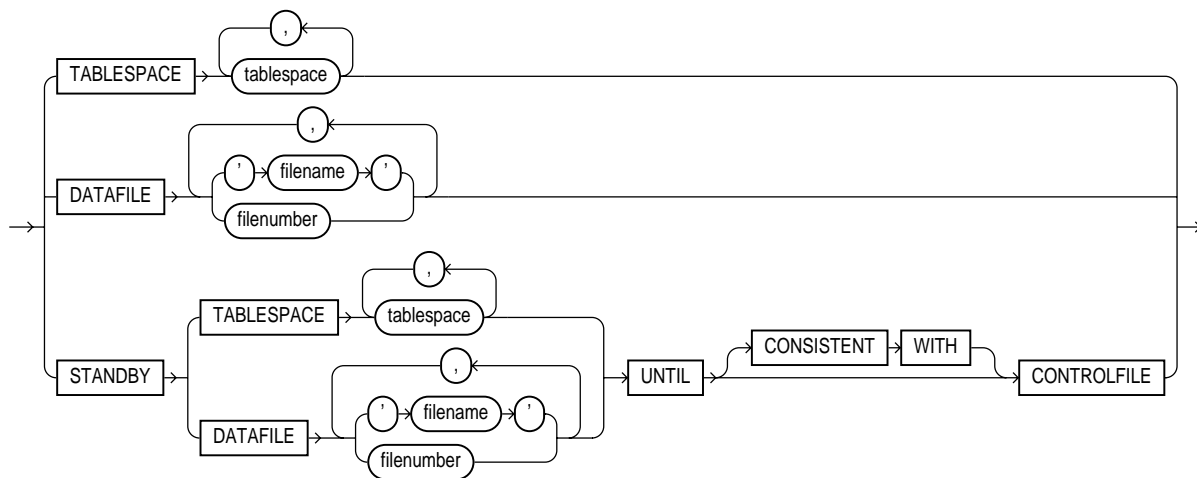 ,
TABLESPACE tablespace
,
' filename '
DATAFILE
filenumber
,
TABLESPACE tablespace
CONSISTENT WITH
STANDBY UNTIL CONTROLFILE
,
' filename '
DATAFILE
filenumber